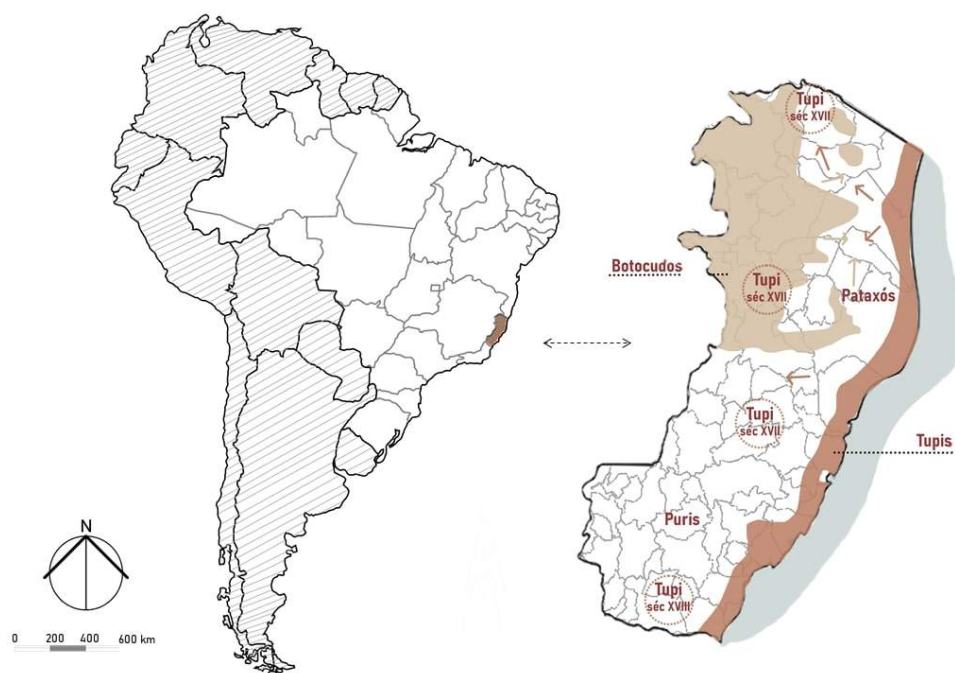 Tupi
séc XVII
Botocudos
Tupi
séc XVII
Pataxós
Tupi
séc XVII
Tupis
Puris
Tupi
séc XVIII
N
0 200 400 600 km